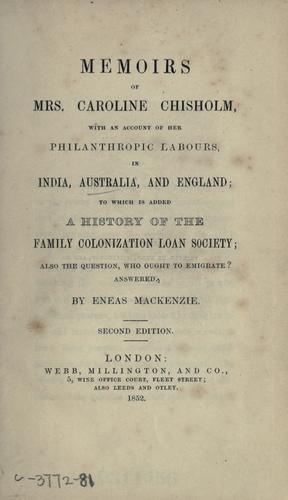 MEMOIRS
OF
MRS. CAROLINE CHISHOLM,
WITH AN ACCOUNT OF HER
PHILANTHROPIC LABOURS,
IN
INDIA, AUSTRALIA, AND ENGLAND;
TO WHICH IS ADDED
A HISTORY OF THE
FAMILY COLONIZATION LOAN SOCIETY;
ALSO THE QUESTION, WHO OUGHT TO EMIGRATE?
ANSWERED;
BY ENEAS MACKENZIE.
SECOND EDITION.
LONDON:
WEBB, MILLINGTON, AND CO.,
5, WINE OFFICE COURT, FLEET STREET;
ALSO LEEDS AND OTLEY.
1852.
c-3772-81